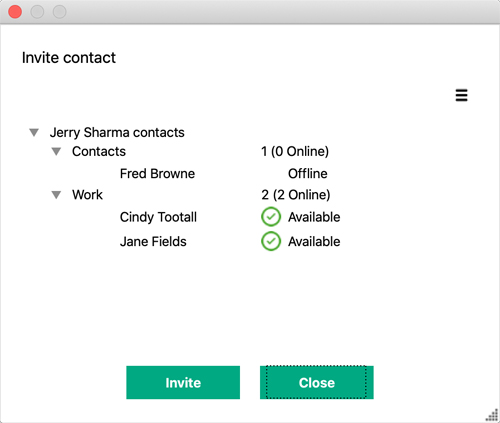 Invite contact
Jerry Sharma contacts
Contacts 1 (0 Online)
Fred Browne Offline
Work 2 (2 Online)
Cindy Tootall Available
Jane Fields Available
Invite Close